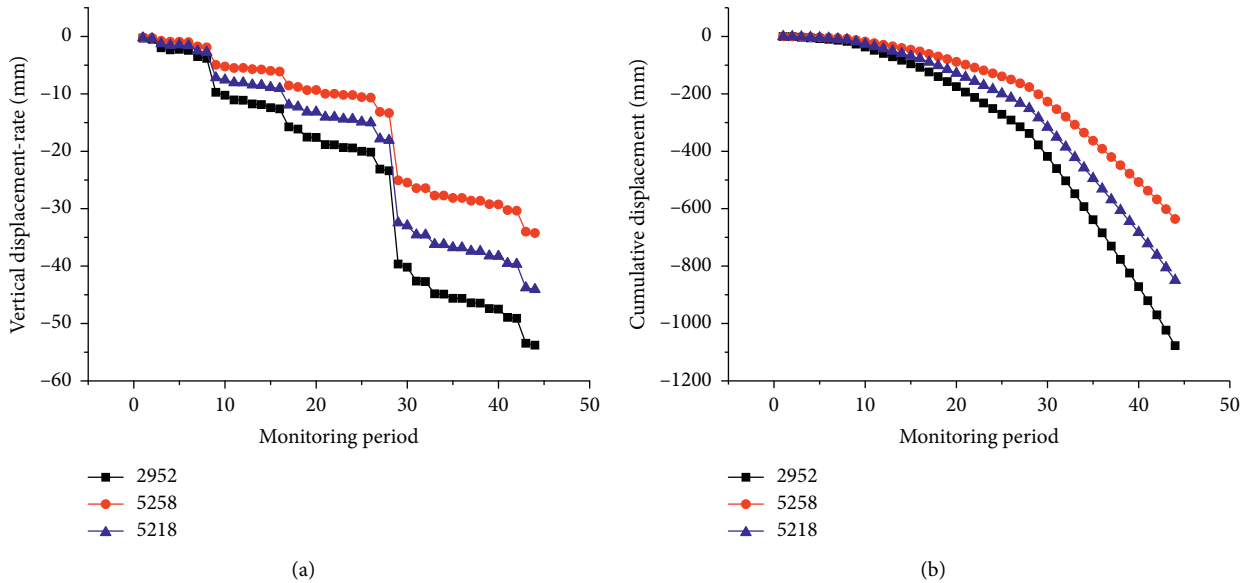 Vertical displacement-rate (mm)
0
–10
–20
–30
–40
–50
–60
0 10 20 30 40 50
Monitoring period
2952
5258
5218
(a)
Cumulative displacement (mm)
0
–200
–400
–600
–800
–1000
–1200
0 10 20 30 40 50
Monitoring period
2952
5258
5218
(b)